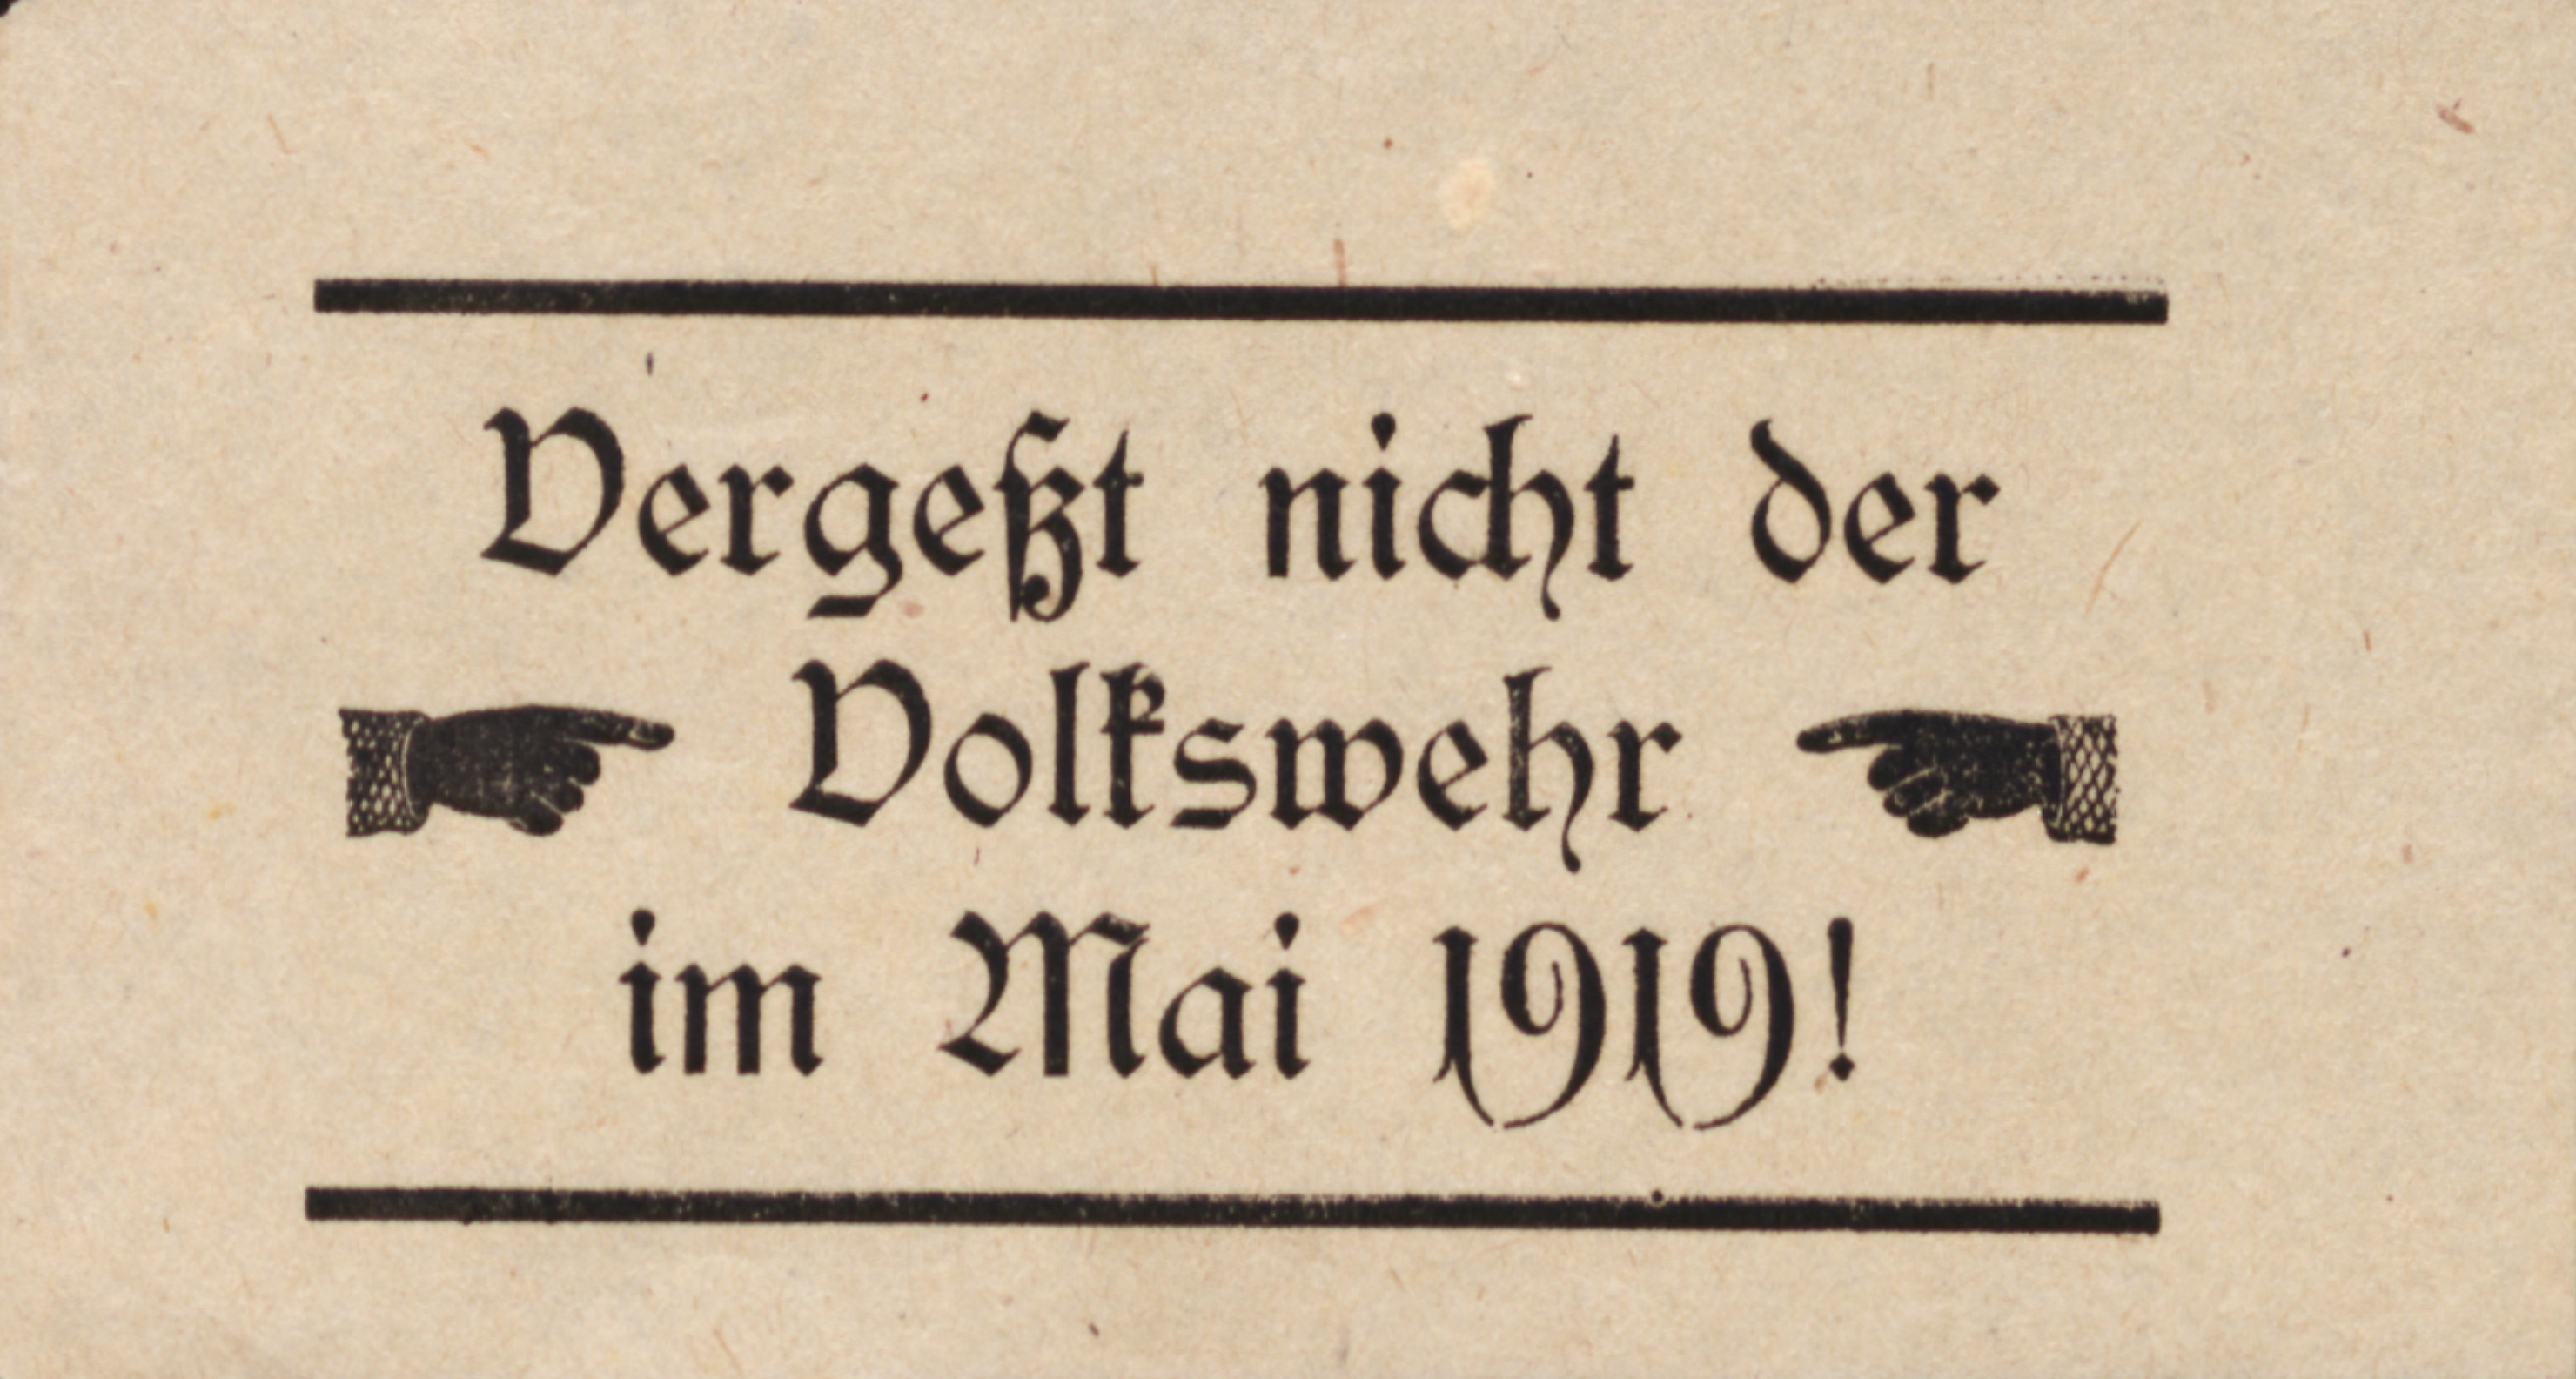 Vergeßt nicht der
Volkswehr
im Mai 1919!